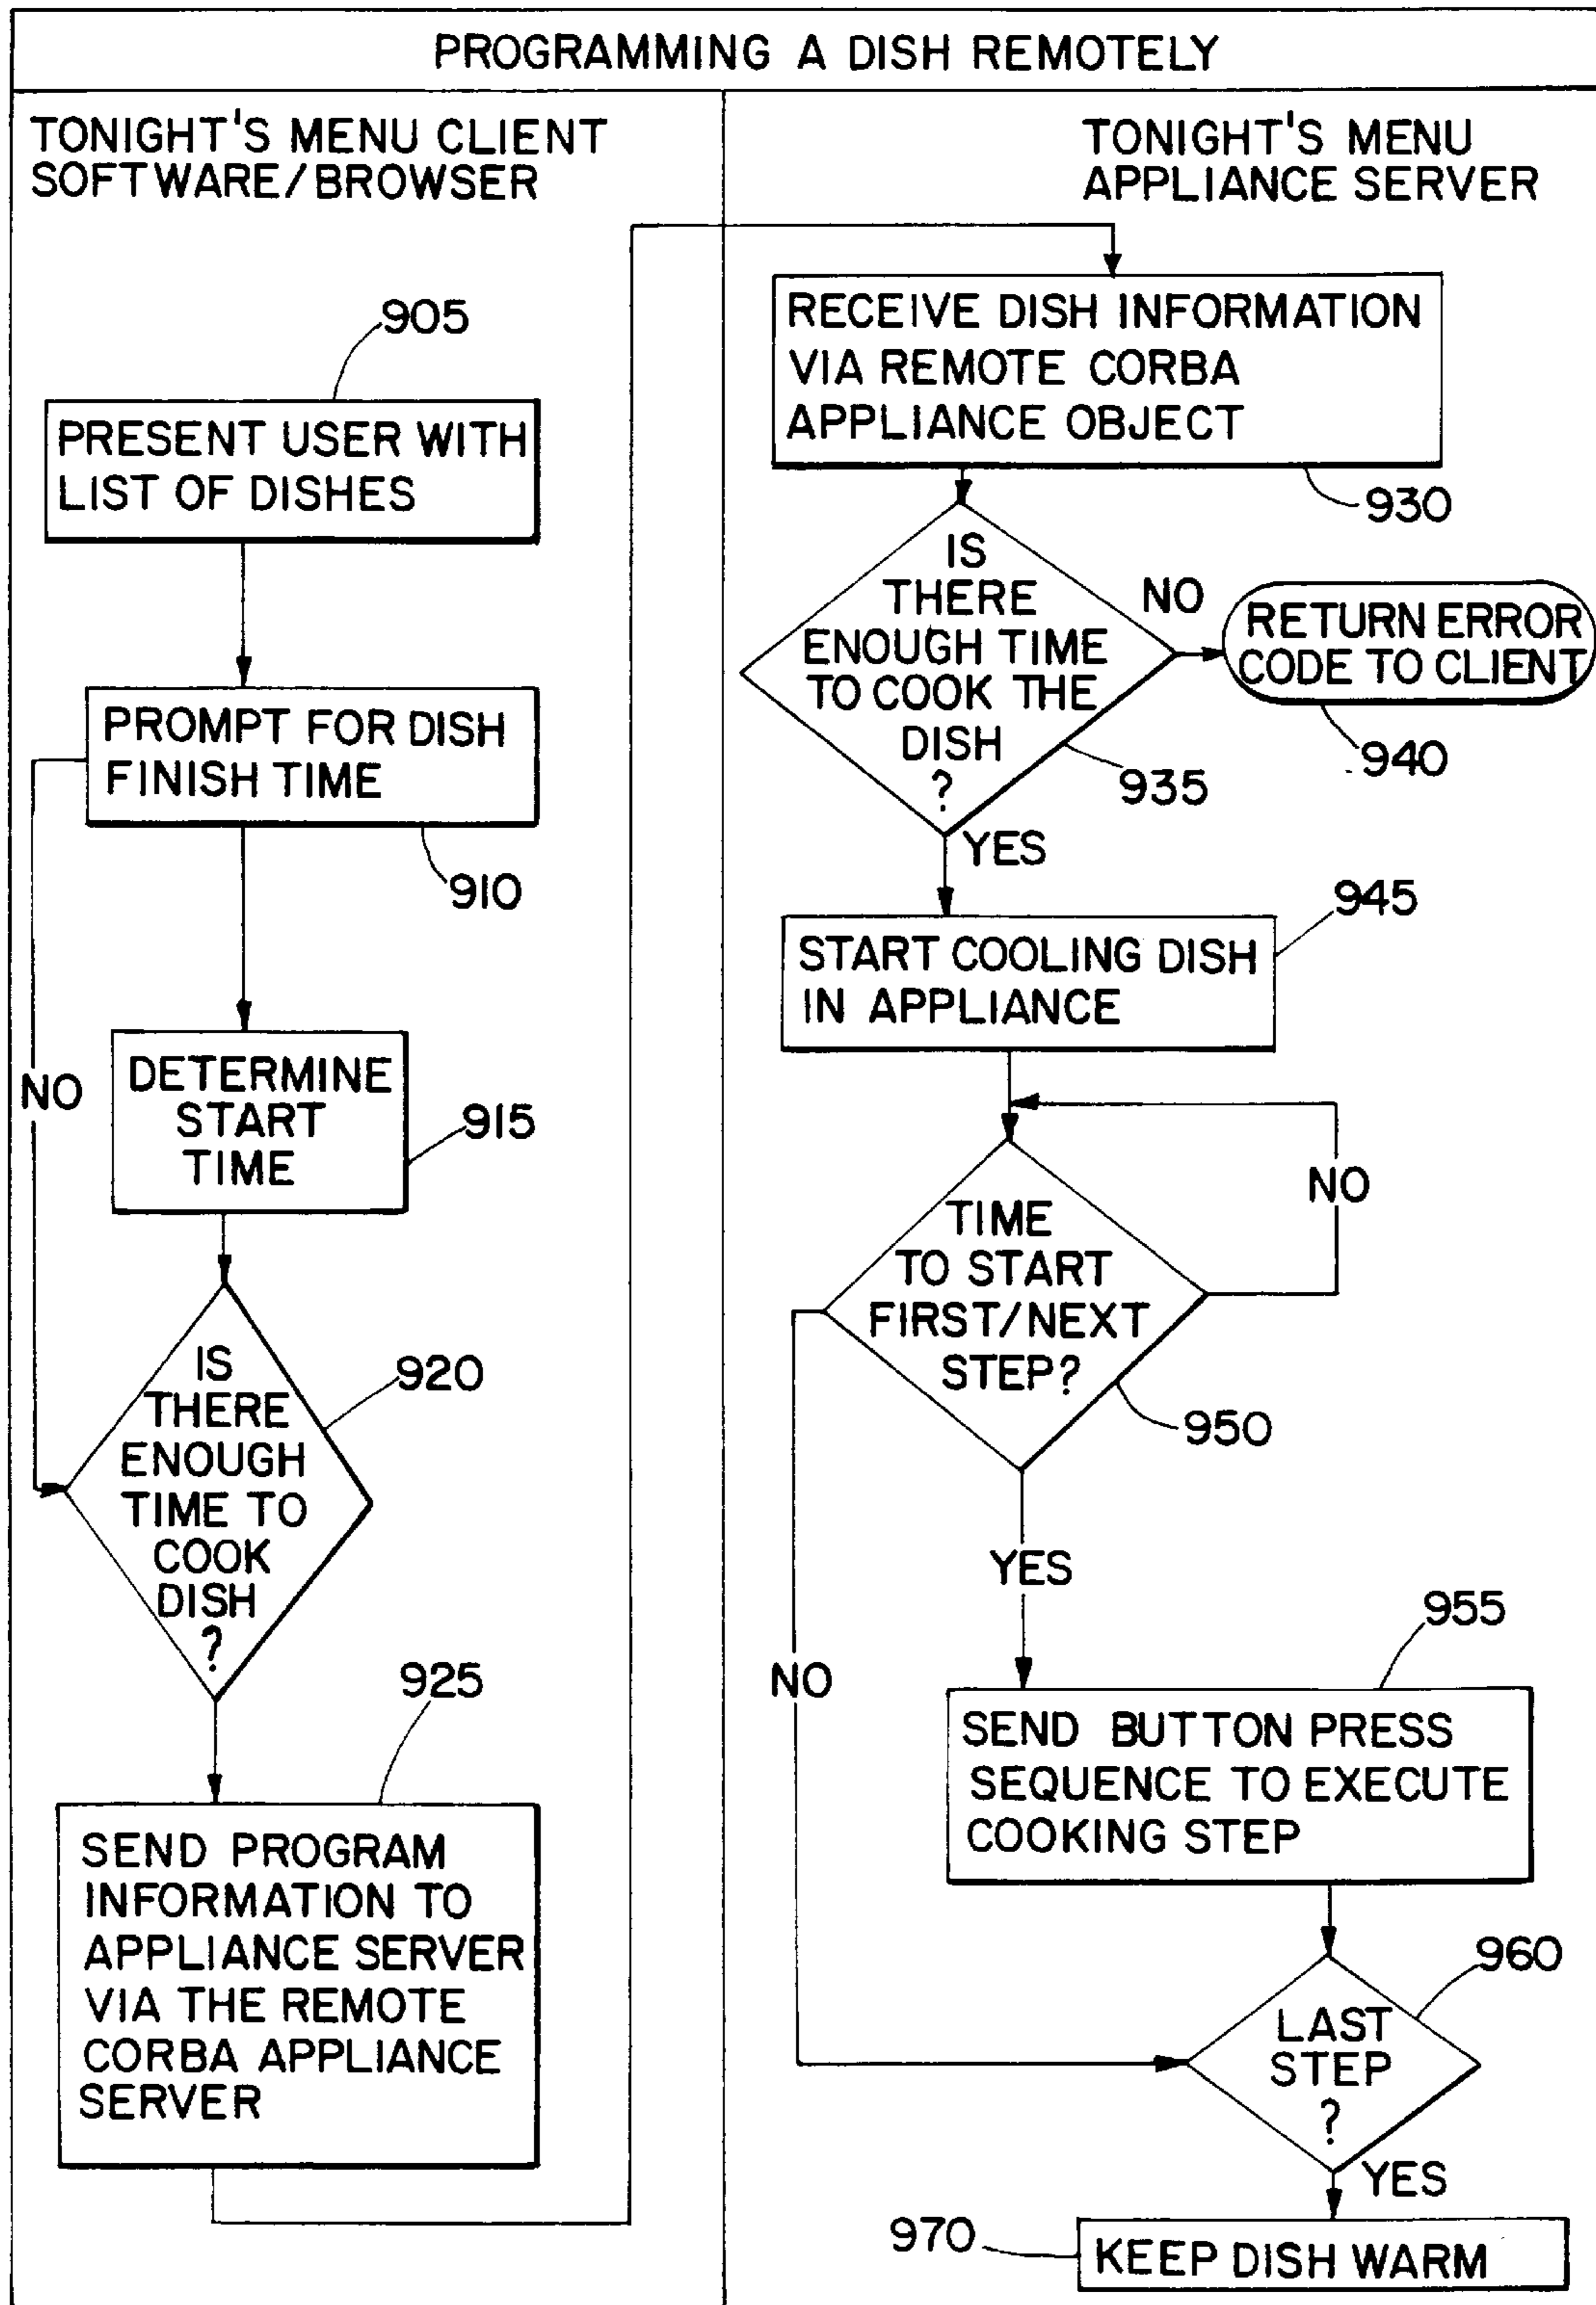 PROGRAMMING A DISH REMOTELY
TONIGHT'S MENU CLIENT
SOFTWARE/BROWSER
905
PRESENT USER WITH
LIST OF DISHES
PROMPT FOR DISH
FINISH TIME
910
NO
DETERMINE
START
TIME
915
IS
THERE
ENOUGH
TIME TO
COOK
DISH
?
920
925
SEND PROGRAM
INFORMATION TO
APPLIANCE SERVER
VIA THE REMOTE
CORBA APPLIANCE
SERVER
TONIGHT'S MENU
APPLIANCE SERVER
RECEIVE DISH INFORMATION
VIA REMOTE CORBA
APPLIANCE OBJECT
930
IS
THERE
ENOUGH TIME
TO COOK THE
DISH
?
935
NO
RETURN ERROR
CODE TO CLIENT
940
YES
945
START COOLING DISH
IN APPLIANCE
NO
TIME
TO START
FIRST/NEXT
STEP?
950
YES
NO
955
SEND BUTTON PRESS
SEQUENCE TO EXECUTE
COOKING STEP
960
LAST
STEP
?
YES
970
KEEP DISH WARM